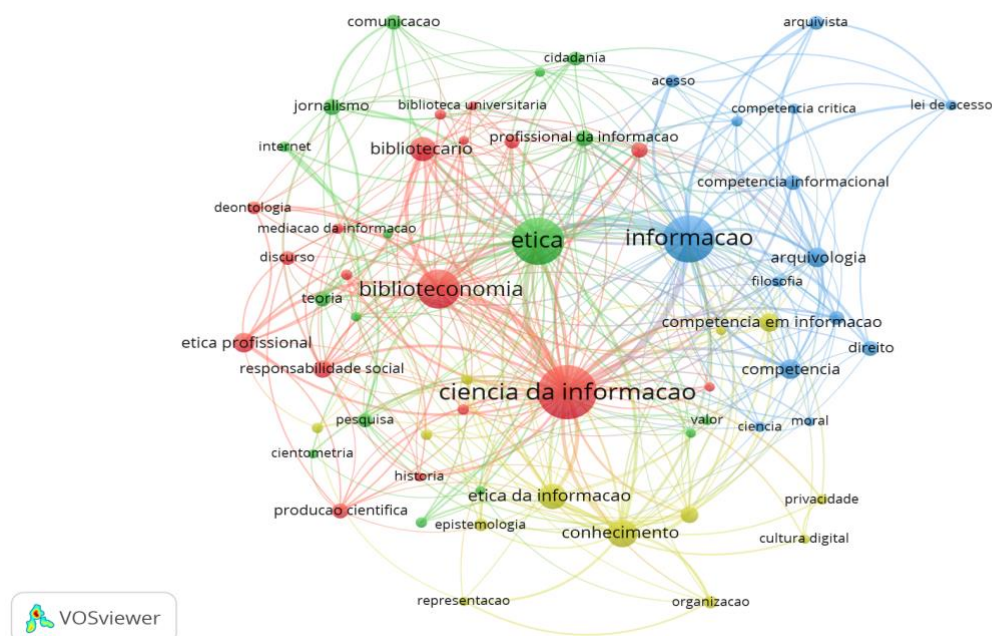 comunicacao
arquivista
cidadania
acesso
jornalismo
biblioteca universitaria
competencia critica
lei de acesso
internet
bibliotecario
profissional da informacao
competencia informacional
deontologia
mediacao da informacao
etica
informacao
discurso
arquivologia
biblioteconomia
filosofia
teoria
competencia em informacao
etica profissional
direito
responsabilidade social
competencia
ciencia da informacao
pesquisa
valor
ciencia
moral
cientometria
historia
etica da informacao
privacidade
producao cientifica
epistemologia
conhecimento
cultura digital
representacao
organizacao
VOSviewer